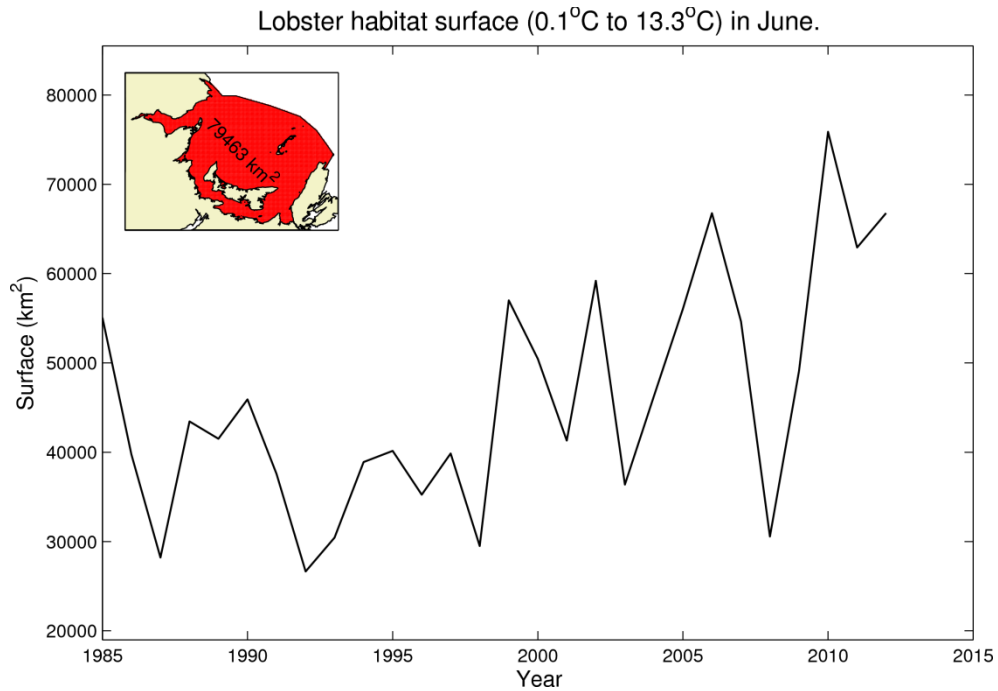 Lobster habitat surface (0.1°C to 13.3°C) in June.
80000
70000
60000
50000
40000
30000
20000
Surface (km²)
79463 km²
1985 1990 1995 2000 2005 2010 2015
Year